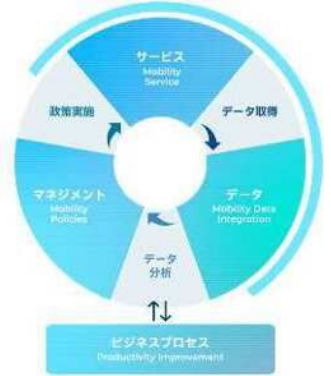 サービス
Mobility
Service
政策実施
データ取得
マネジメント
Mobility
Policies
データ
Mobility Data
Integration
データ
分析
ビジネスプロセス
Productivity Improvement